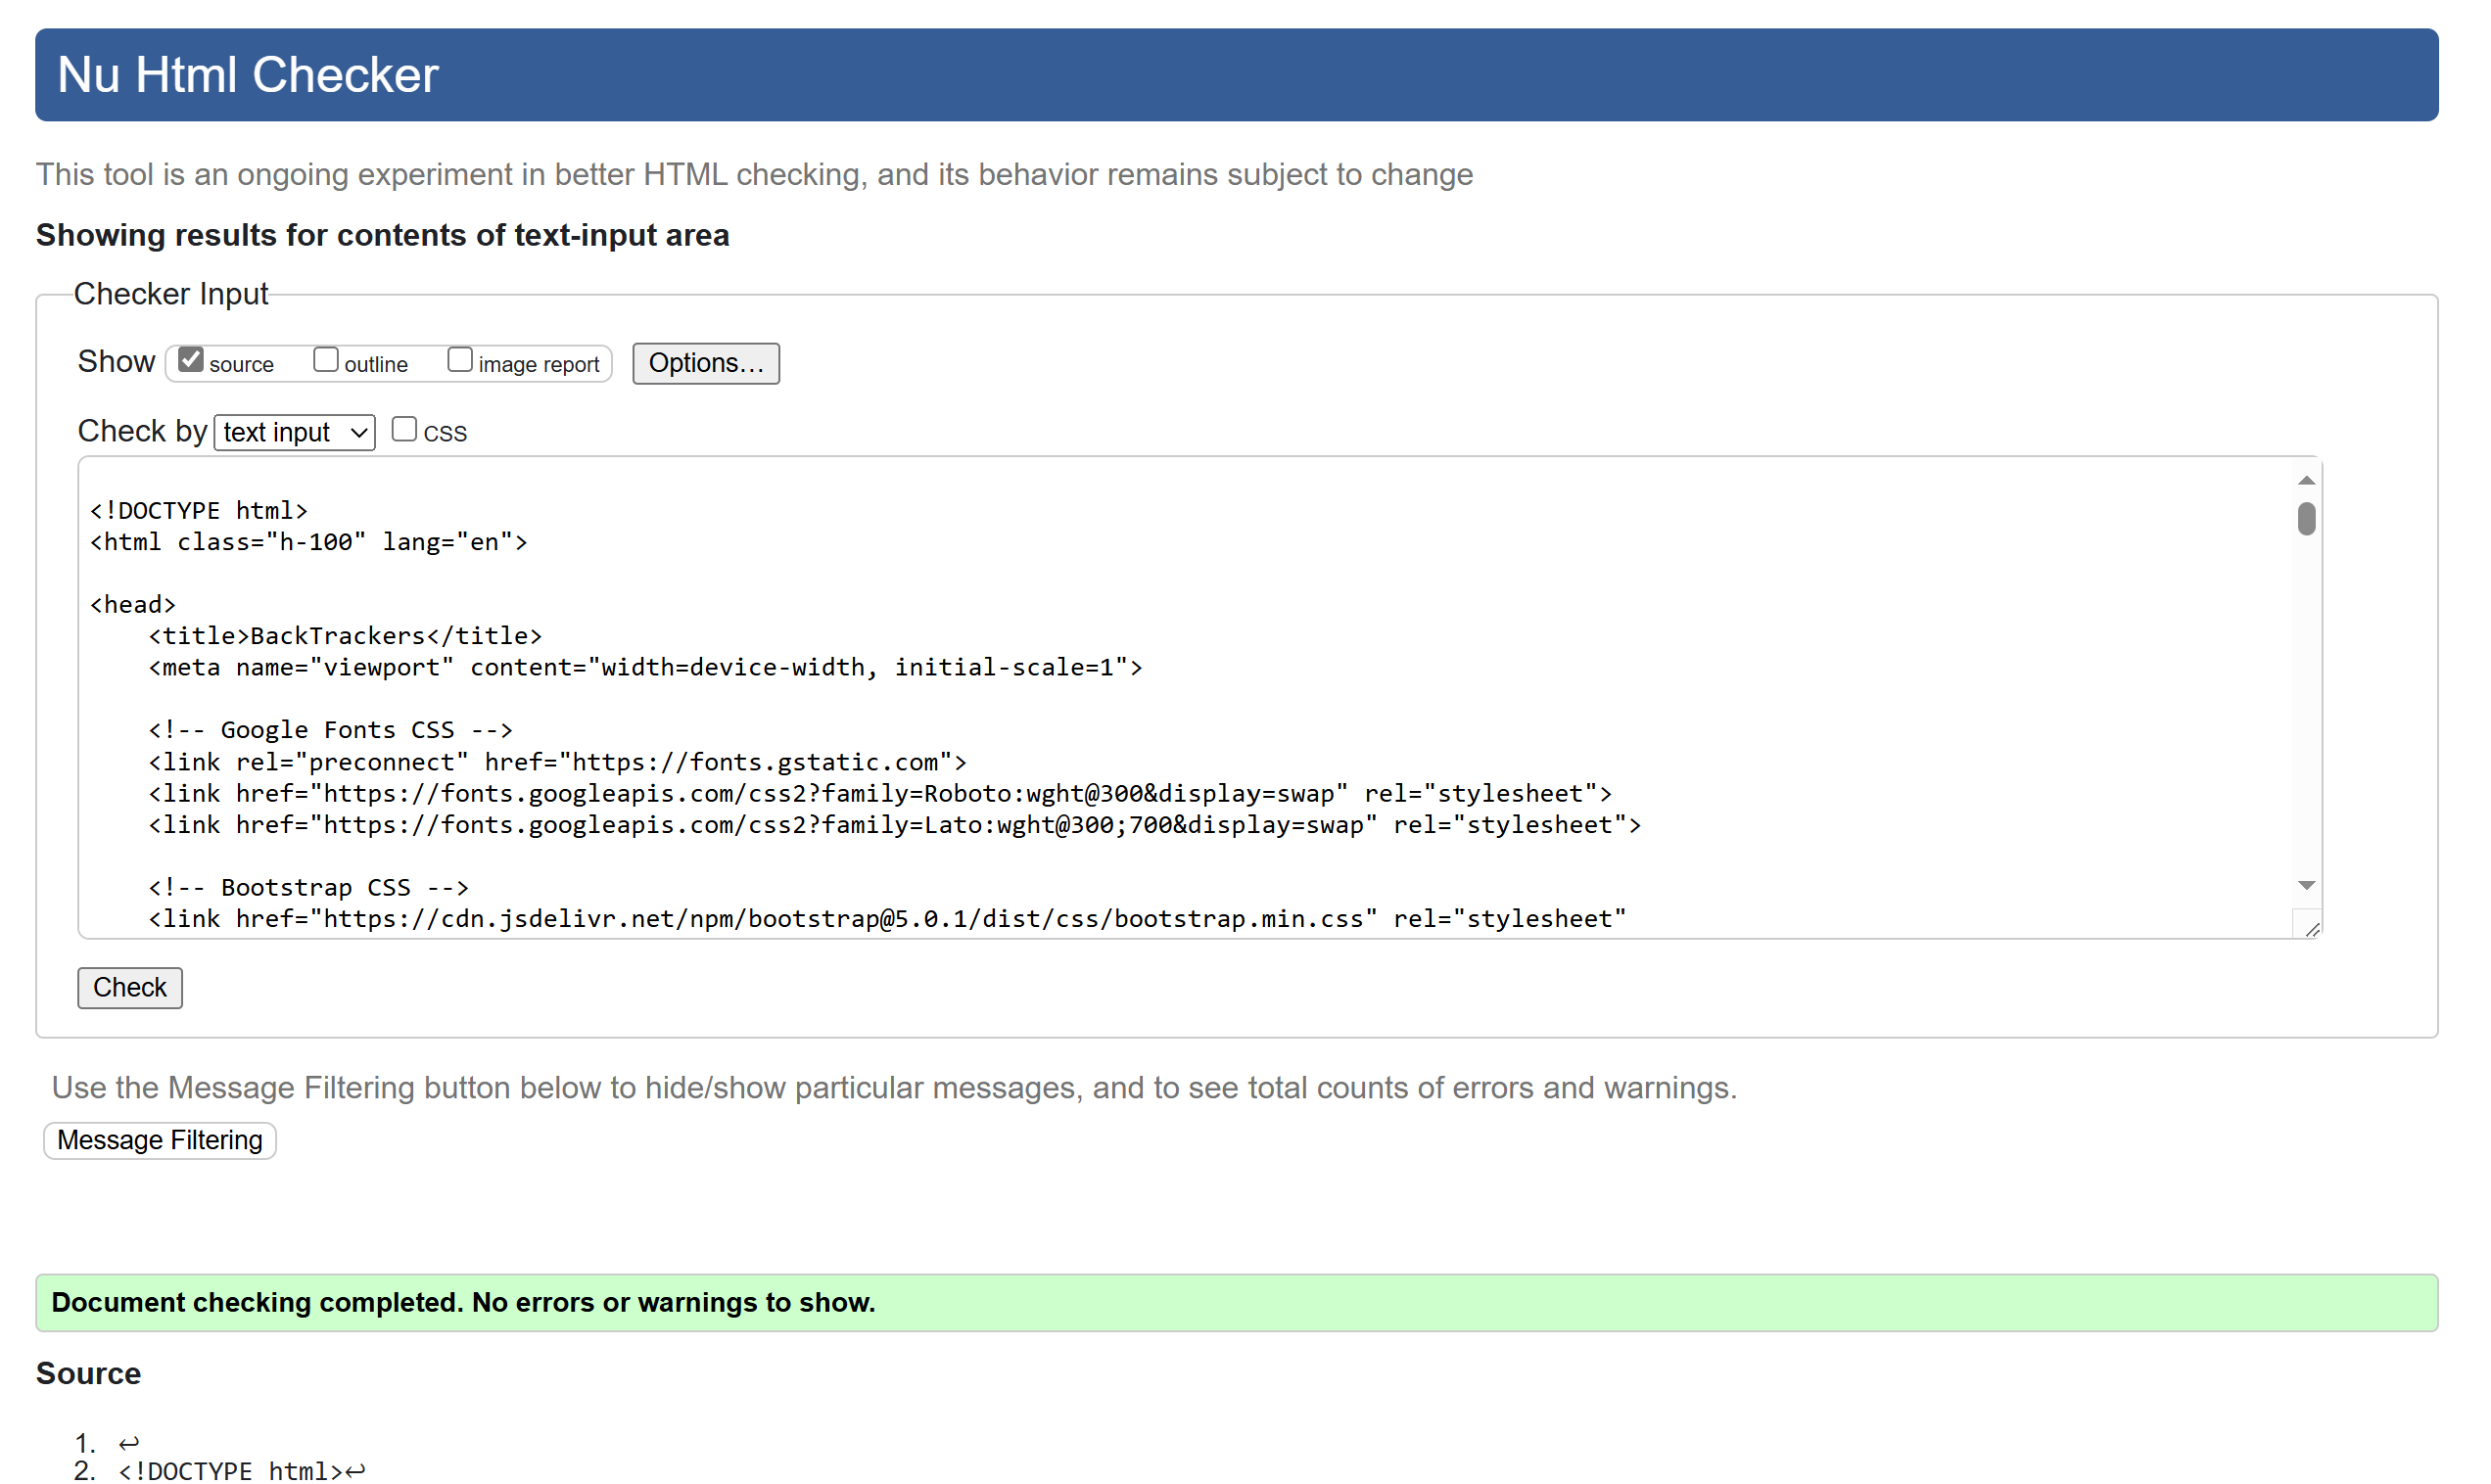 Nu Html Checker
This tool is an ongoing experiment in better HTML checking, and its behavior remains subject to change
Showing results for contents of text-input area
Checker Input
Show source outline image report Options...
Check by text input CSS
<!DOCTYPE html>
<html class="h-100" lang="en">
<head>
    <title>BackTrackers</title>
    <meta name="viewport" content="width=device-width, initial-scale=1">
    <!-- Google Fonts CSS -->
    <link rel="preconnect" href="https://fonts.gstatic.com">
    <link href="https://fonts.googleapis.com/css2?family=Roboto:wght@300&display=swap" rel="stylesheet">
    <link href="https://fonts.googleapis.com/css2?family=Lato:wght@300;700&display=swap" rel="stylesheet">
    <!-- Bootstrap CSS -->
    <link href="https://cdn.jsdelivr.net/npm/bootstrap@5.0.1/dist/css/bootstrap.min.css" rel="stylesheet"
Check
Use the Message Filtering button below to hide/show particular messages, and to see total counts of errors and warnings.
Message Filtering
Document checking completed. No errors or warnings to show.
Source
1. ↩
2. <!DOCTYPE html>↩